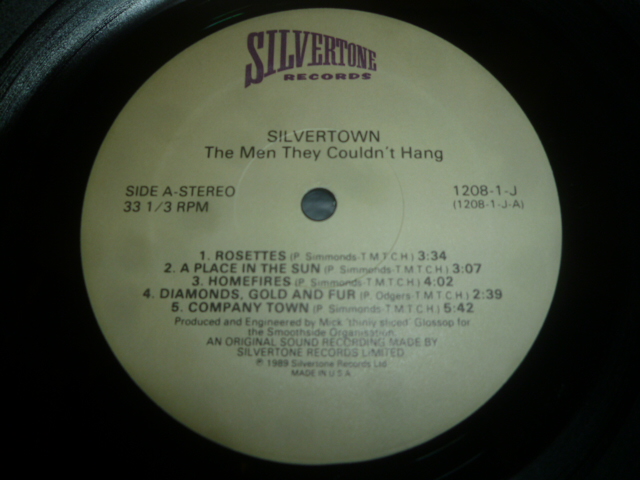 SILVERTONE
RECORDS
SILVERTOWN
The Men They Couldn't Hang
SIDE A-STEREO
33 1/3 RPM
1208-1-J
(1208-1-J-A)
1. ROSETTES (P. Simmonds-T.M.T.C.H.) 3:34
2. A PLACE IN THE SUN (P. Simmonds-T.M.T.C.H.) 3:07
3. HOMEFIRES (P. Simmonds-T.M.T.C.H.) 4:02
4. DIAMONDS, GOLD AND FUR (P. Odgers-T.M.T.C.H.) 2:39
5. COMPANY TOWN (P. Simmonds-T.M.T.C.H.) 5:42
Produced and Engineered by Mick 'thinly sliced' Glossop for
the Smoothside Organisation.
AN ORIGINAL SOUND RECORDING MADE BY
SILVERTONE RECORDS LIMITED
℗ 1989 Silvertone Records Ltd
MADE IN U.S.A.